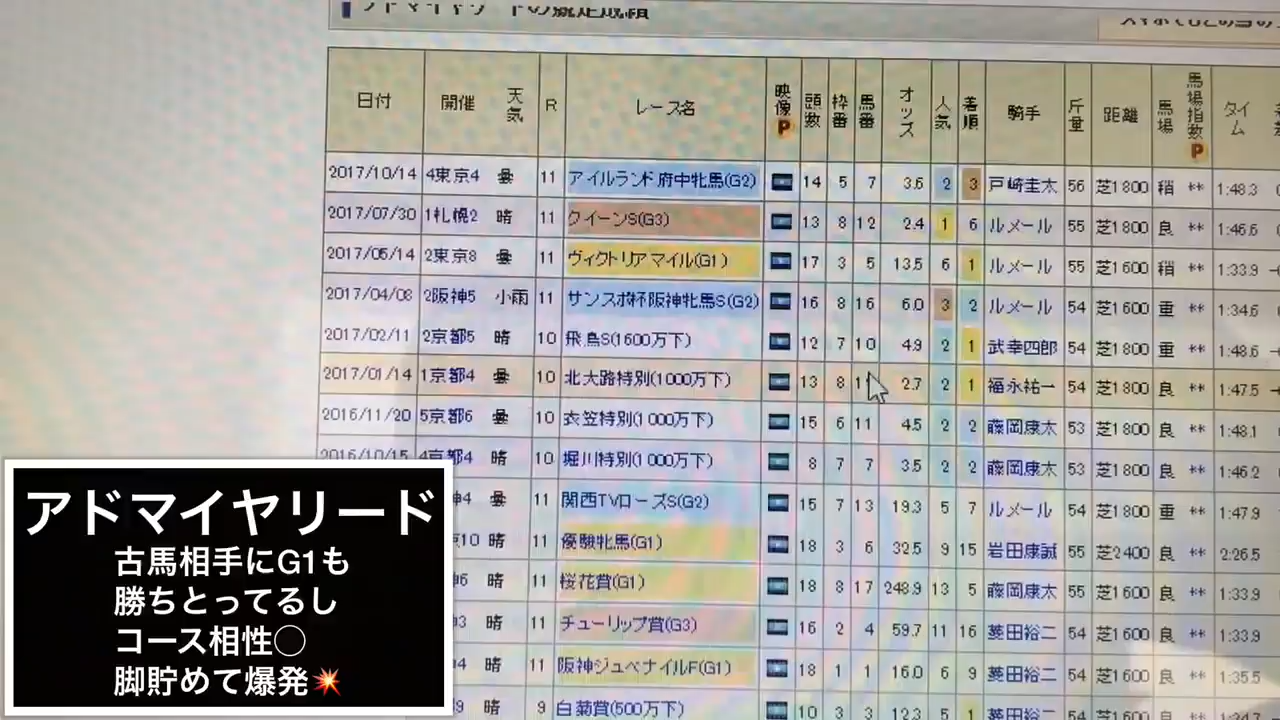 アドマイヤリードの競走成績
日付 開催 天気 R レース名 映像 P 頭数 枠番 馬番 オッズ 人気 着順 騎手 斤量 距離 馬場 馬場指数 P タイム
2017/10/14 4東京4 曇 11 アイルランド府中牝馬(G2) 14 5 7 3.6 2 3 戸崎圭太 56 芝1800 稍 ** 1:48.3
2017/07/30 1札幌2 晴 11 クイーンS(G3) 13 8 12 2.4 1 6 ルメール 55 芝1800 良 ** 1:46.6
2017/05/14 2東京8 曇 11 ヴィクトリアマイル(G1) 17 3 5 13.5 6 1 ルメール 55 芝1600 稍 ** 1:33.9
2017/04/08 2阪神5 小雨 11 サンスポ杯阪神牝馬S(G2) 16 8 16 6.0 3 2 ルメール 54 芝1600 重 ** 1:34.6
2017/02/11 2京都5 晴 10 飛鳥S(1600万下) 12 7 10 4.9 2 1 武幸四郎 54 芝1800 重 ** 1:48.6
2017/01/14 1京都4 曇 10 北大路特別(1000万下) 13 8 2.7 2 1 福永祐一 54 芝1800 良 ** 1:47.5
2016/11/20 5京都6 曇 10 衣笠特別(1000万下) 15 6 11 4.5 2 2 藤岡康太 53 芝1800 良 ** 1:48.1
2016/10/15 4京都4 晴 10 堀川特別(1000万下) 8 7 7 3.5 2 2 藤岡康太 53 芝1800 良 ** 1:46.2
4 曇 11 関西TVローズS(G2) 15 7 13 19.3 5 7 ルメール 54 芝1800 重 ** 1:47.9
10 晴 11 優駿牝馬(G1) 18 3 6 32.5 9 15 岩田康誠 55 芝2400 良 ** 2:26.5
6 晴 11 桜花賞(G1) 18 8 17 248.9 13 5 藤岡康太 55 芝1600 良 ** 1:33.9
3 晴 11 チューリップ賞(G3) 16 2 4 59.7 11 16 菱田裕二 54 芝1600 良 ** 1:33.9
4 晴 11 阪神ジュベナイルF(G1) 18 1 1 16.0 6 9 菱田裕二 54 芝1600 良 ** 1:35.5
9 晴 9 白菊賞(500万下) 10 3 3 12.3 5 1 菱田裕二 54 芝1600 良 **
アドマイヤリード
古馬相手にG1も
勝ちとってるし
コース相性◯
脚貯めて爆発💥